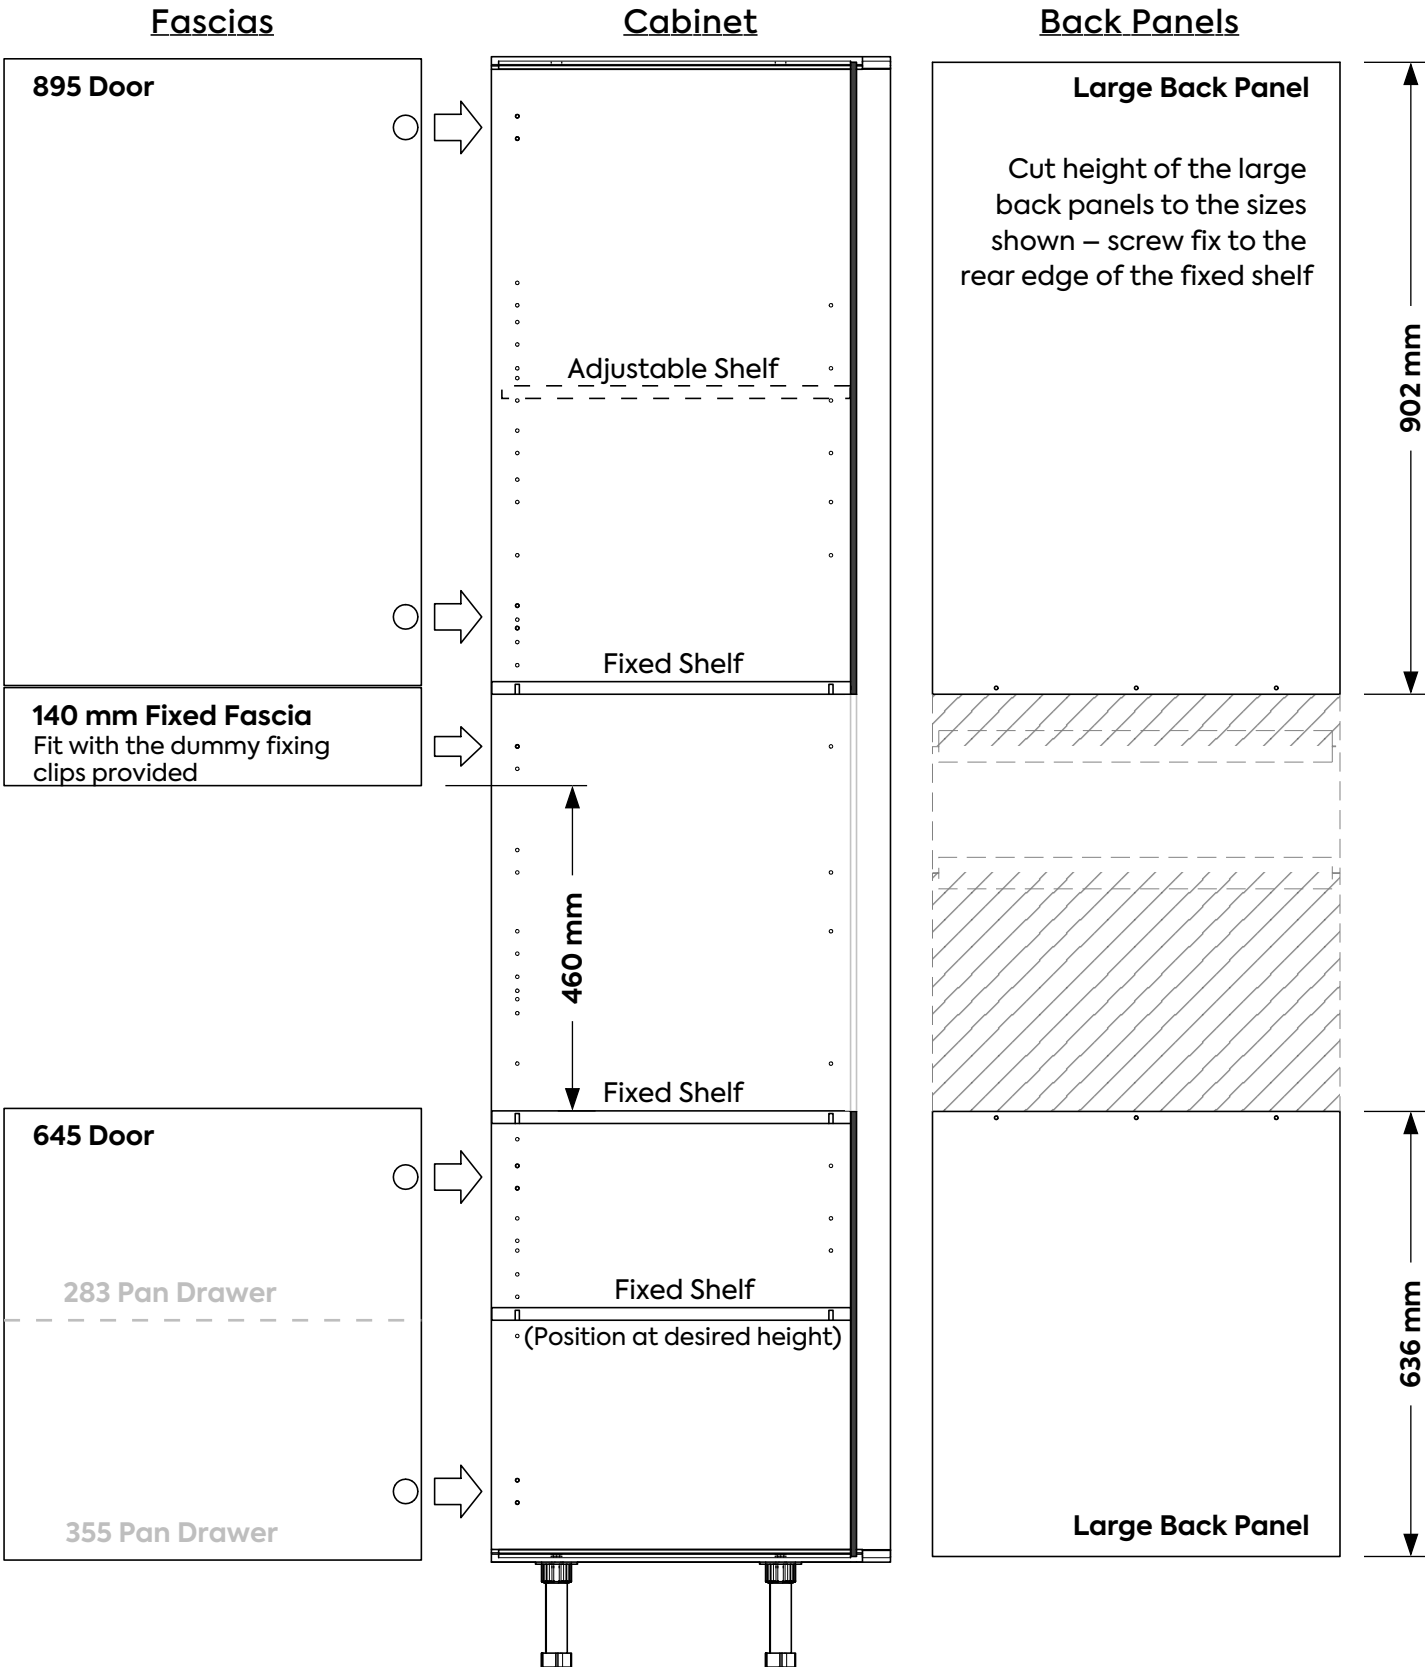 Fascias
Cabinet
Back Panels
895 Door
Large Back Panel
Cut height of the large
back panels to the sizes
shown – screw fix to the
rear edge of the fixed shelf
902 mm
Adjustable Shelf
Fixed Shelf
140 mm Fixed Fascia
Fit with the dummy fixing
clips provided
460 mm
Fixed Shelf
645 Door
283 Pan Drawer
Fixed Shelf
(Position at desired height)
636 mm
355 Pan Drawer
Large Back Panel